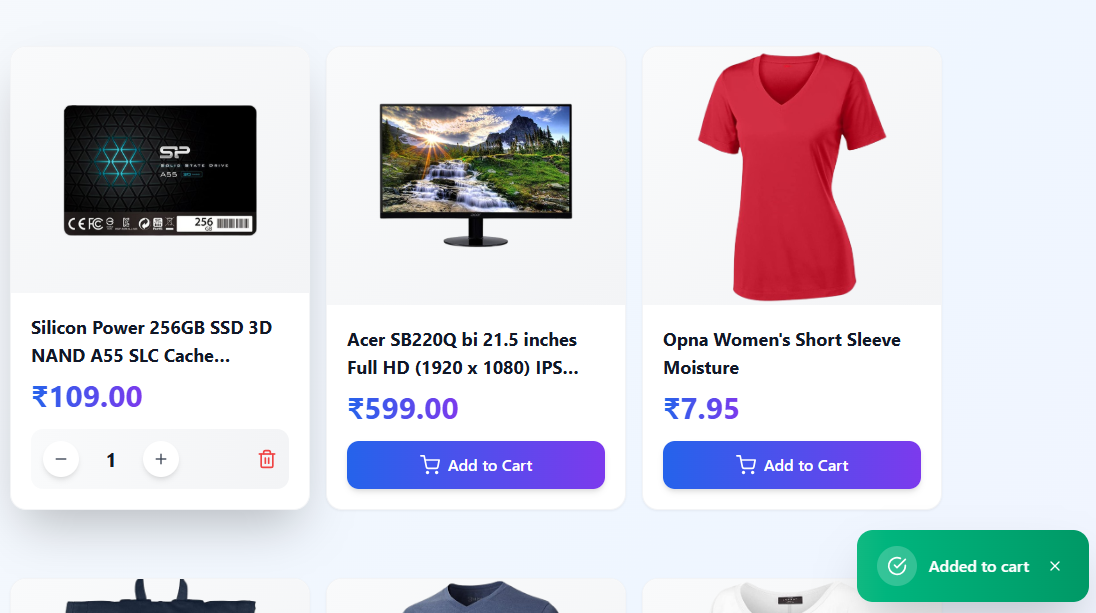 SP
SOLID STATE DRIVE
A55
256
GB
Silicon Power 256GB SSD 3D
NAND A55 SLC Cache...
₹109.00
1
Acer SB220Q bi 21.5 inches
Full HD (1920 x 1080) IPS...
₹599.00
Add to Cart
Opna Women's Short Sleeve
Moisture
₹7.95
Add to Cart
Added to cart